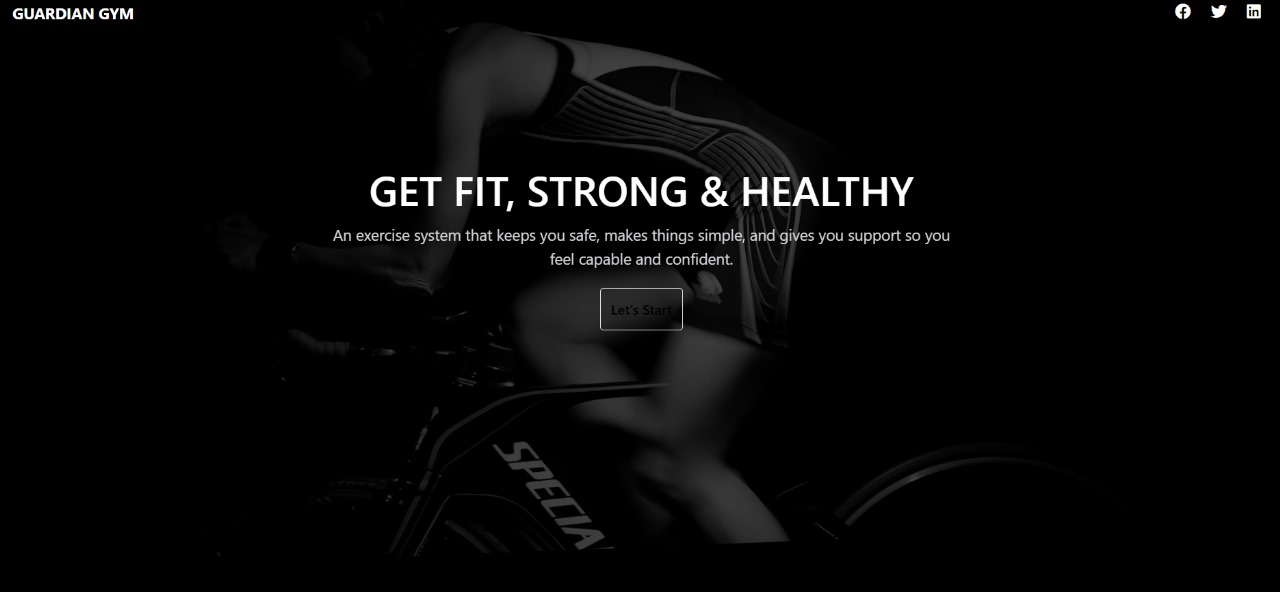 GUARDIAN GYM
GET FIT, STRONG & HEALTHY
An exercise system that keeps you safe, makes things simple, and gives you support so you
feel capable and confident.
Let's Start
SPECIA